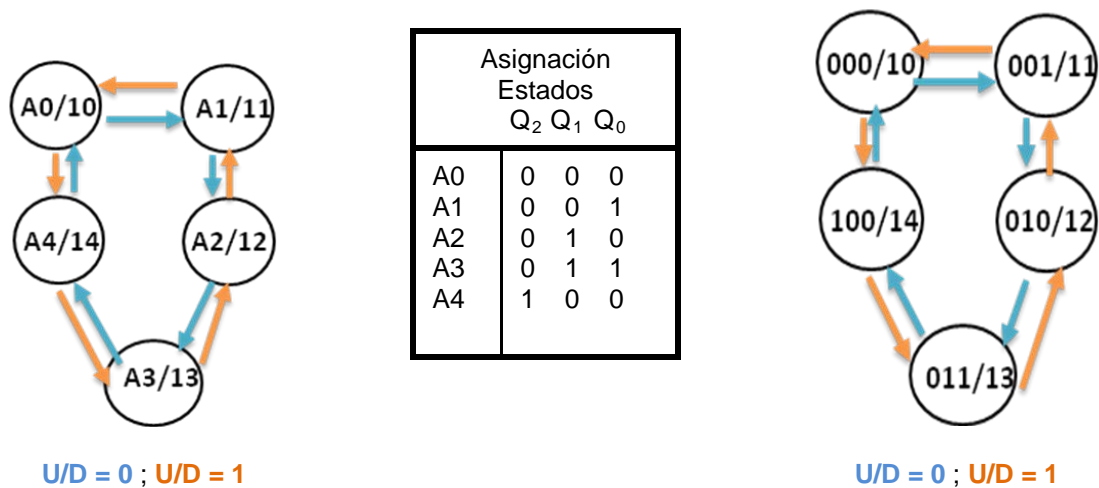 A0/10
A1/11
A4/14
A2/12
A3/13
U/D = 0 ; U/D = 1
Asignación
Estados
Q₂ Q₁ Q₀
A0 0 0 0
A1 0 0 1
A2 0 1 0
A3 0 1 1
A4 1 0 0
000/10
001/11
100/14
010/12
011/13
U/D = 0 ; U/D = 1